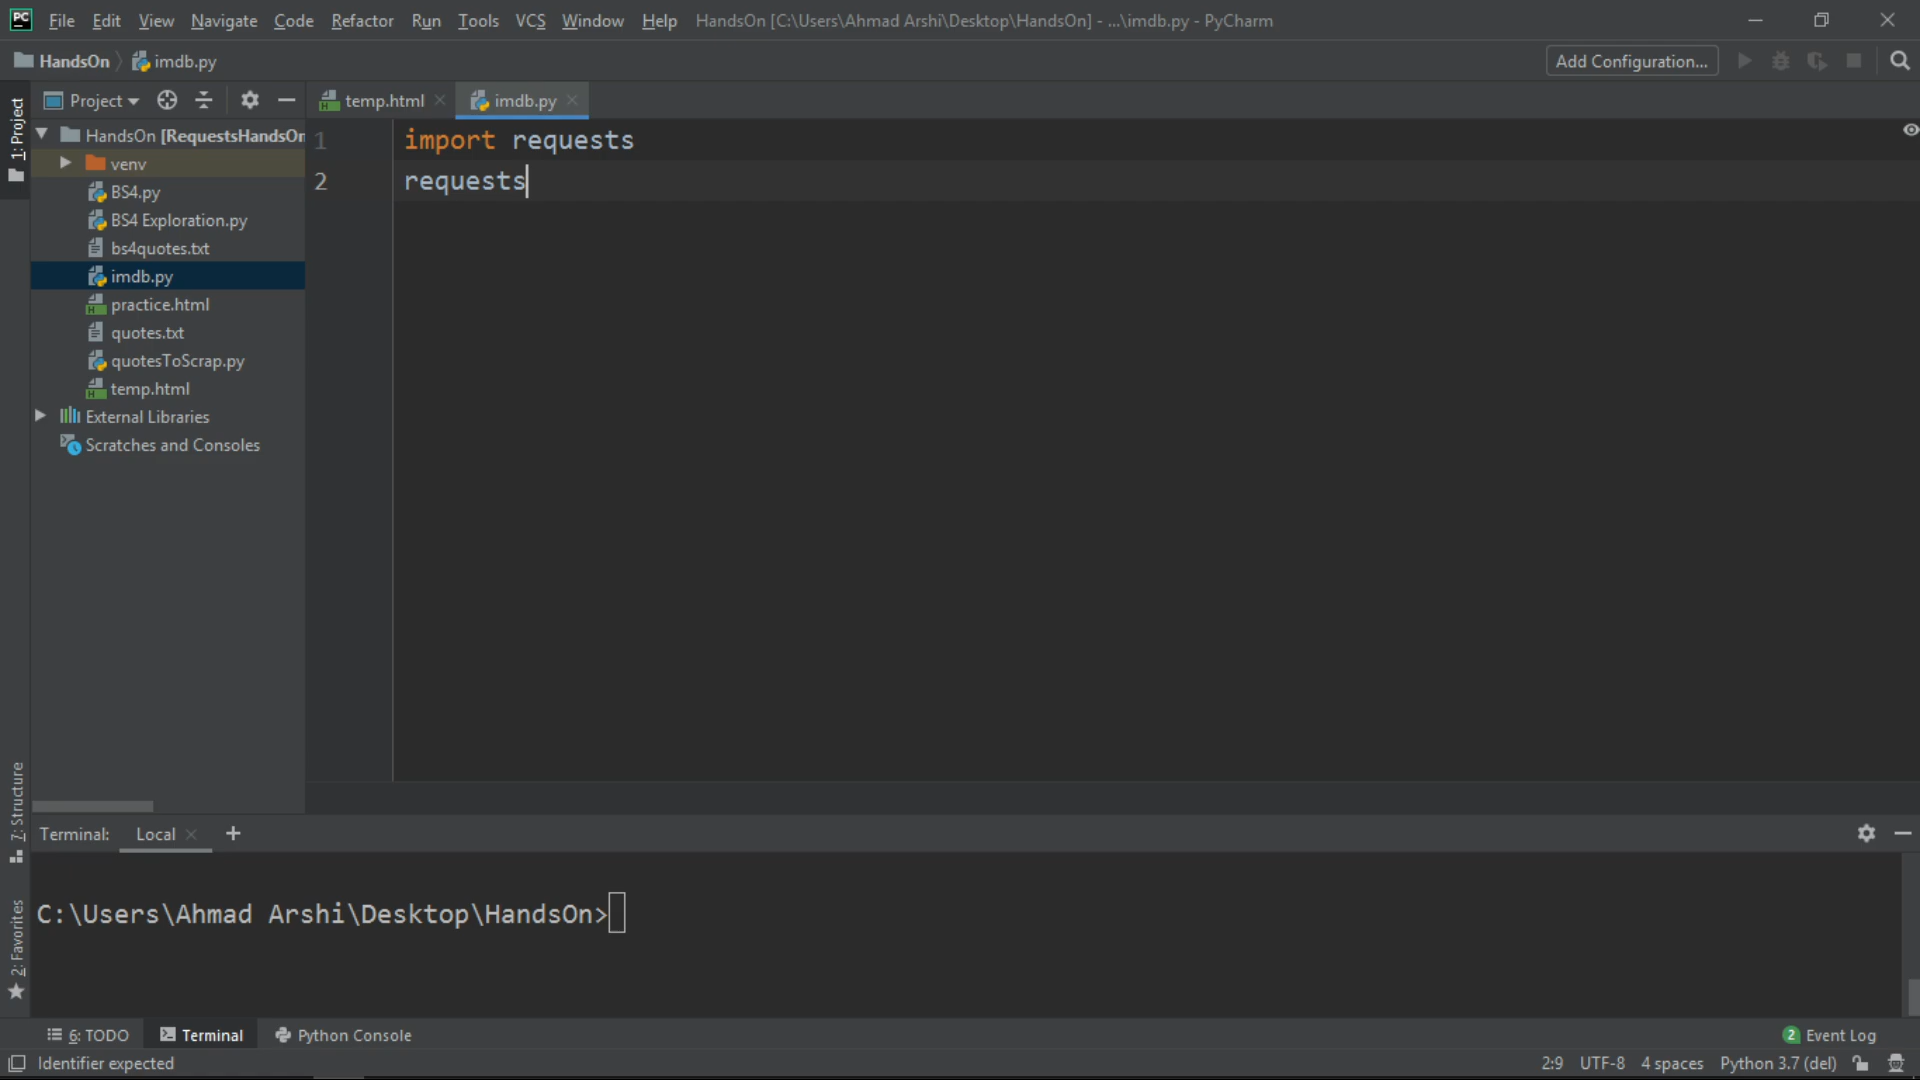 PC File Edit View Navigate Code Refactor Run Tools VCS Window Help HandsOn [C:\Users\Ahmad Arshi\Desktop\HandsOn] - ...\imdb.py - PyCharm
HandsOn imdb.py Add Configuration...
1: Project
Project
temp.html imdb.py
HandsOn [RequestsHandsOn
venv
BS4.py
BS4 Exploration.py
bs4quotes.txt
imdb.py
practice.html
quotes.txt
quotesToScrap.py
temp.html
External Libraries
Scratches and Consoles
1 import requests
2 requests
7: Structure
2: Favorites
Terminal: Local +
C:\Users\Ahmad Arshi\Desktop\HandsOn>
6: TODO Terminal Python Console 2 Event Log
Identifier expected 2:9 UTF-8 4 spaces Python 3.7 (del)